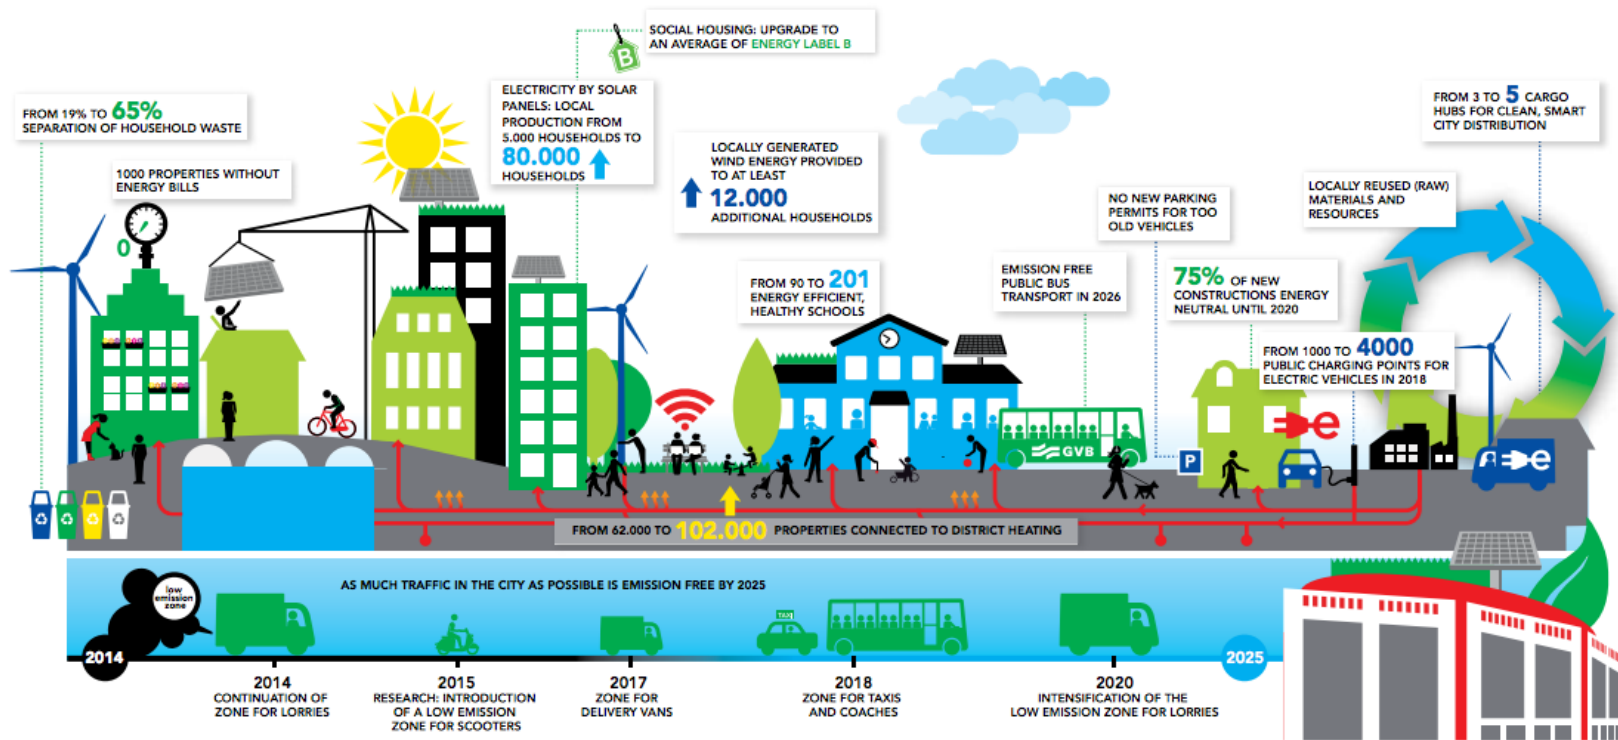 SOCIAL HOUSING: UPGRADE TO
AN AVERAGE OF ENERGY LABEL B
B
FROM 19% TO 65%
SEPARATION OF HOUSEHOLD WASTE
1000 PROPERTIES WITHOUT
ENERGY BILLS
0
ELECTRICITY BY SOLAR
PANELS: LOCAL
PRODUCTION FROM
5.000 HOUSEHOLDS TO
80.000
HOUSEHOLDS
LOCALLY GENERATED
WIND ENERGY PROVIDED
TO AT LEAST
12.000
ADDITIONAL HOUSEHOLDS
FROM 90 TO 201
ENERGY EFFICIENT,
HEALTHY SCHOOLS
EMISSION FREE
PUBLIC BUS
TRANSPORT IN 2026
NO NEW PARKING
PERMITS FOR TOO
OLD VEHICLES
75% OF NEW
CONSTRUCTIONS ENERGY
NEUTRAL UNTIL 2020
FROM 1000 TO 4000
PUBLIC CHARGING POINTS FOR
ELECTRIC VEHICLES IN 2018
LOCALLY REUSED (RAW)
MATERIALS AND
RESOURCES
FROM 3 TO 5 CARGO
HUBS FOR CLEAN, SMART
CITY DISTRIBUTION
GVB
P
e
e
FROM 62.000 TO 102.000 PROPERTIES CONNECTED TO DISTRICT HEATING
AS MUCH TRAFFIC IN THE CITY AS POSSIBLE IS EMISSION FREE BY 2025
low
emission
zone
TAXI
2014
2025
2014
CONTINUATION OF
ZONE FOR LORRIES
2015
RESEARCH: INTRODUCTION
OF A LOW EMISSION
ZONE FOR SCOOTERS
2017
ZONE FOR
DELIVERY VANS
2018
ZONE FOR TAXIS
AND COACHES
2020
INTENSIFICATION OF THE
LOW EMISSION ZONE FOR LORRIES